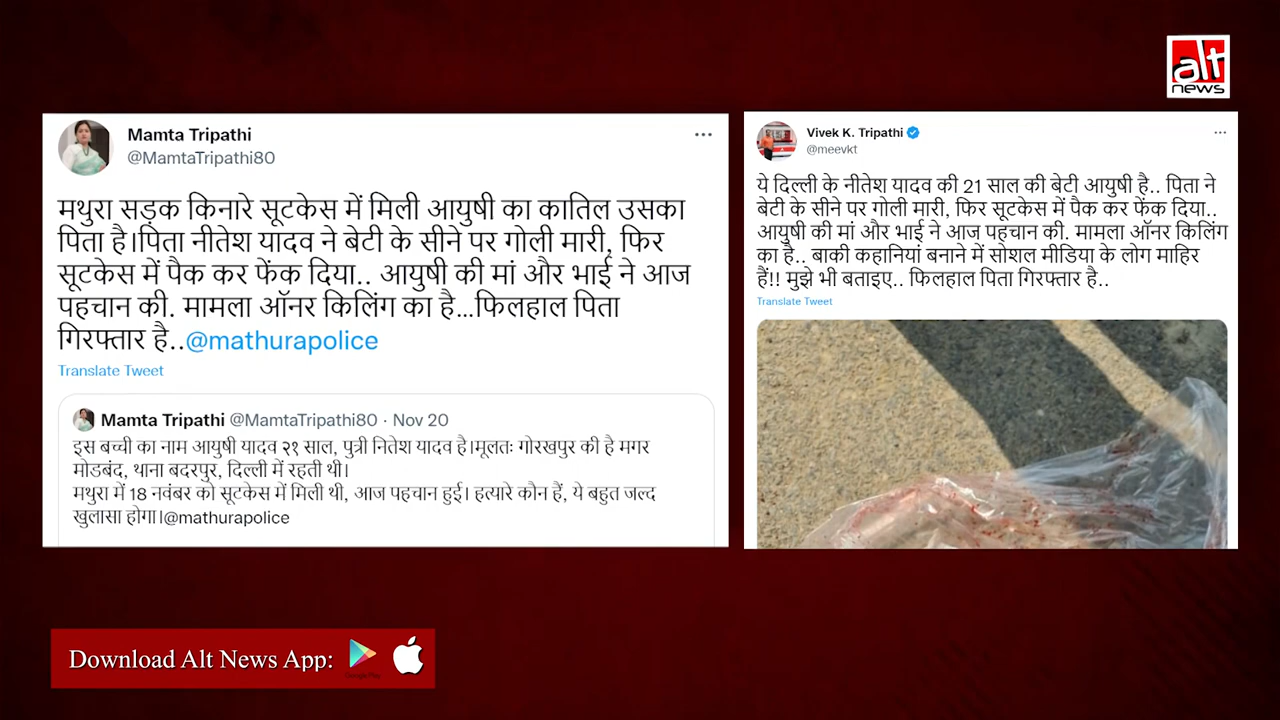 alt
news
Mamta Tripathi
@MamtaTripathi80
मथुरा सड़क किनारे सूटकेस में मिली आयुषी का कातिल उसका
पिता है।पिता नीतेश यादव ने बेटी के सीने पर गोली मारी, फिर
सूटकेस में पैक कर फेंक दिया.. आयुषी की मां और भाई ने आज
पहचान की. मामला ऑनर किलिंग का है...फिलहाल पिता
गिरफ्तार है..@mathurapolice
Translate Tweet
Mamta Tripathi @MamtaTripathi80 · Nov 20
इस बच्ची का नाम आयुषी यादव २१ साल, पुत्री नितेश यादव है।मूलतः गोरखपुर की है मगर
मोडबंद, थाना बदरपुर, दिल्ली में रहती थी।
मथुरा में 18 नवंबर को सूटकेस में मिली थी, आज पहचान हुई। हत्यारे कौन हैं, ये बहुत जल्द
खुलासा होगा।@mathurapolice
Vivek K. Tripathi
@meevkt
ये दिल्ली के नीतेश यादव की 21 साल की बेटी आयुषी है.. पिता ने
बेटी के सीने पर गोली मारी, फिर सूटकेस में पैक कर फेंक दिया..
आयुषी की मां और भाई ने आज पहचान की. मामला ऑनर किलिंग
का है.. बाकी कहानियां बनाने में सोशल मीडिया के लोग माहिर
हैं!! मुझे भी बताइए.. फिलहाल पिता गिरफ्तार है..
Translate Tweet
Download Alt News App:
Google Play